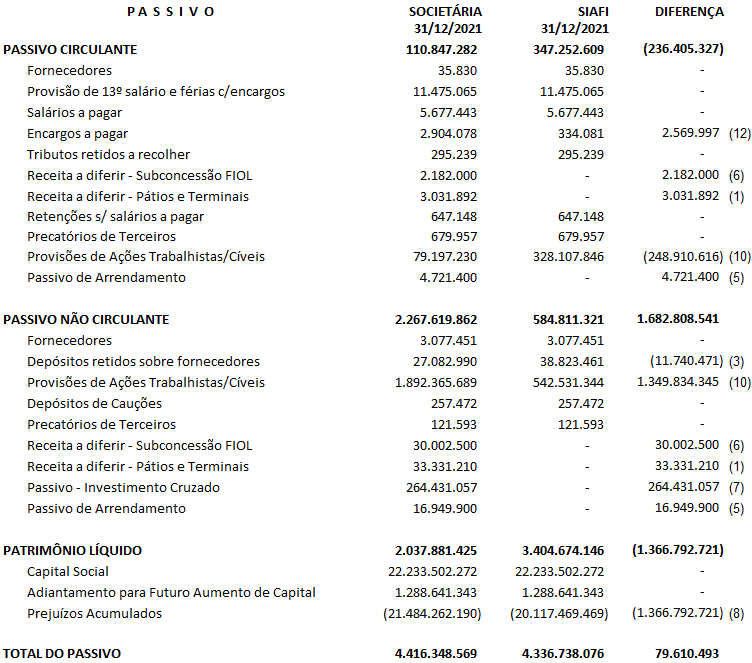 P A S S I V O SOCIETÁRIA SIAFI DIFERENÇA
31/12/2021 31/12/2021
PASSIVO CIRCULANTE 110.847.282 347.252.609 (236.405.327)
Fornecedores 35.830 35.830 -
Provisão de 13º salário e férias c/encargos 11.475.065 11.475.065 -
Salários a pagar 5.677.443 5.677.443 -
Encargos a pagar 2.904.078 334.081 2.569.997 (12)
Tributos retidos a recolher 295.239 295.239 -
Receita a diferir - Subconcessão FIOL 2.182.000 - 2.182.000 (6)
Receita a diferir - Pátios e Terminais 3.031.892 - 3.031.892 (1)
Retenções s/ salários a pagar 647.148 647.148 -
Precatórios de Terceiros 679.957 679.957 -
Provisões de Ações Trabalhistas/Cíveis 79.197.230 328.107.846 (248.910.616) (10)
Passivo de Arrendamento 4.721.400 - 4.721.400 (5)
PASSIVO NÃO CIRCULANTE 2.267.619.862 584.811.321 1.682.808.541
Fornecedores 3.077.451 3.077.451 -
Depósitos retidos sobre fornecedores 27.082.990 38.823.461 (11.740.471) (3)
Provisões de Ações Trabalhistas/Cíveis 1.892.365.689 542.531.344 1.349.834.345 (10)
Depósitos de Cauções 257.472 257.472 -
Precatórios de Terceiros 121.593 121.593 -
Receita a diferir - Subconcessão FIOL 30.002.500 - 30.002.500 (6)
Receita a diferir - Pátios e Terminais 33.331.210 - 33.331.210 (1)
Passivo - Investimento Cruzado 264.431.057 - 264.431.057 (7)
Passivo de Arrendamento 16.949.900 - 16.949.900 (5)
PATRIMÔNIO LÍQUIDO 2.037.881.425 3.404.674.146 (1.366.792.721)
Capital Social 22.233.502.272 22.233.502.272 -
Adiantamento para Futuro Aumento de Capital 1.288.641.343 1.288.641.343 -
Prejuízos Acumulados (21.484.262.190) (20.117.469.469) (1.366.792.721) (8)
TOTAL DO PASSIVO 4.416.348.569 4.336.738.076 79.610.493